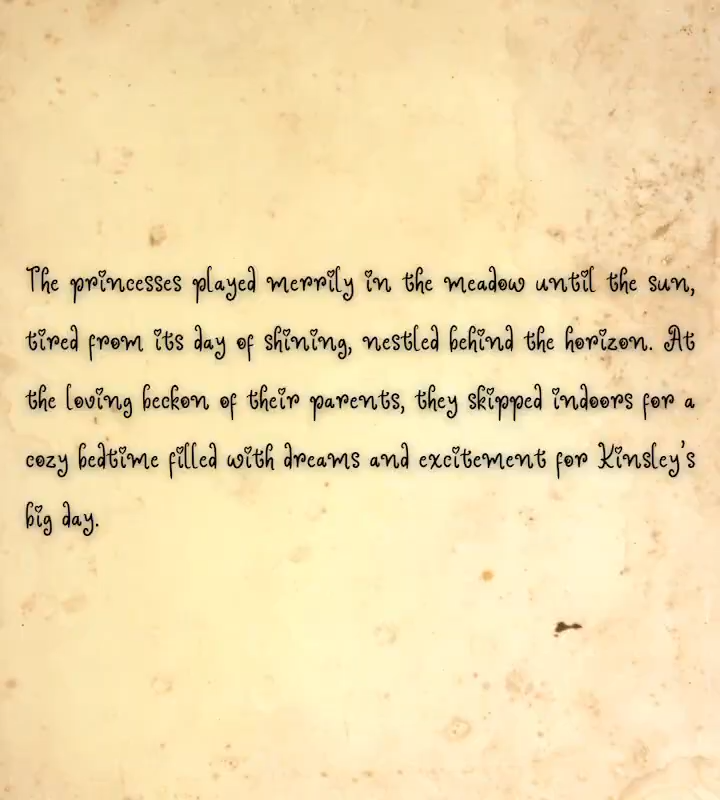 The princesses played merrily in the meadow until the sun,
tired from its day of shining, nestled behind the horizon. At
the loving beckon of their parents, they skipped indoors for a
cozy bedtime filled with dreams and excitement for Kinsley's
big day.